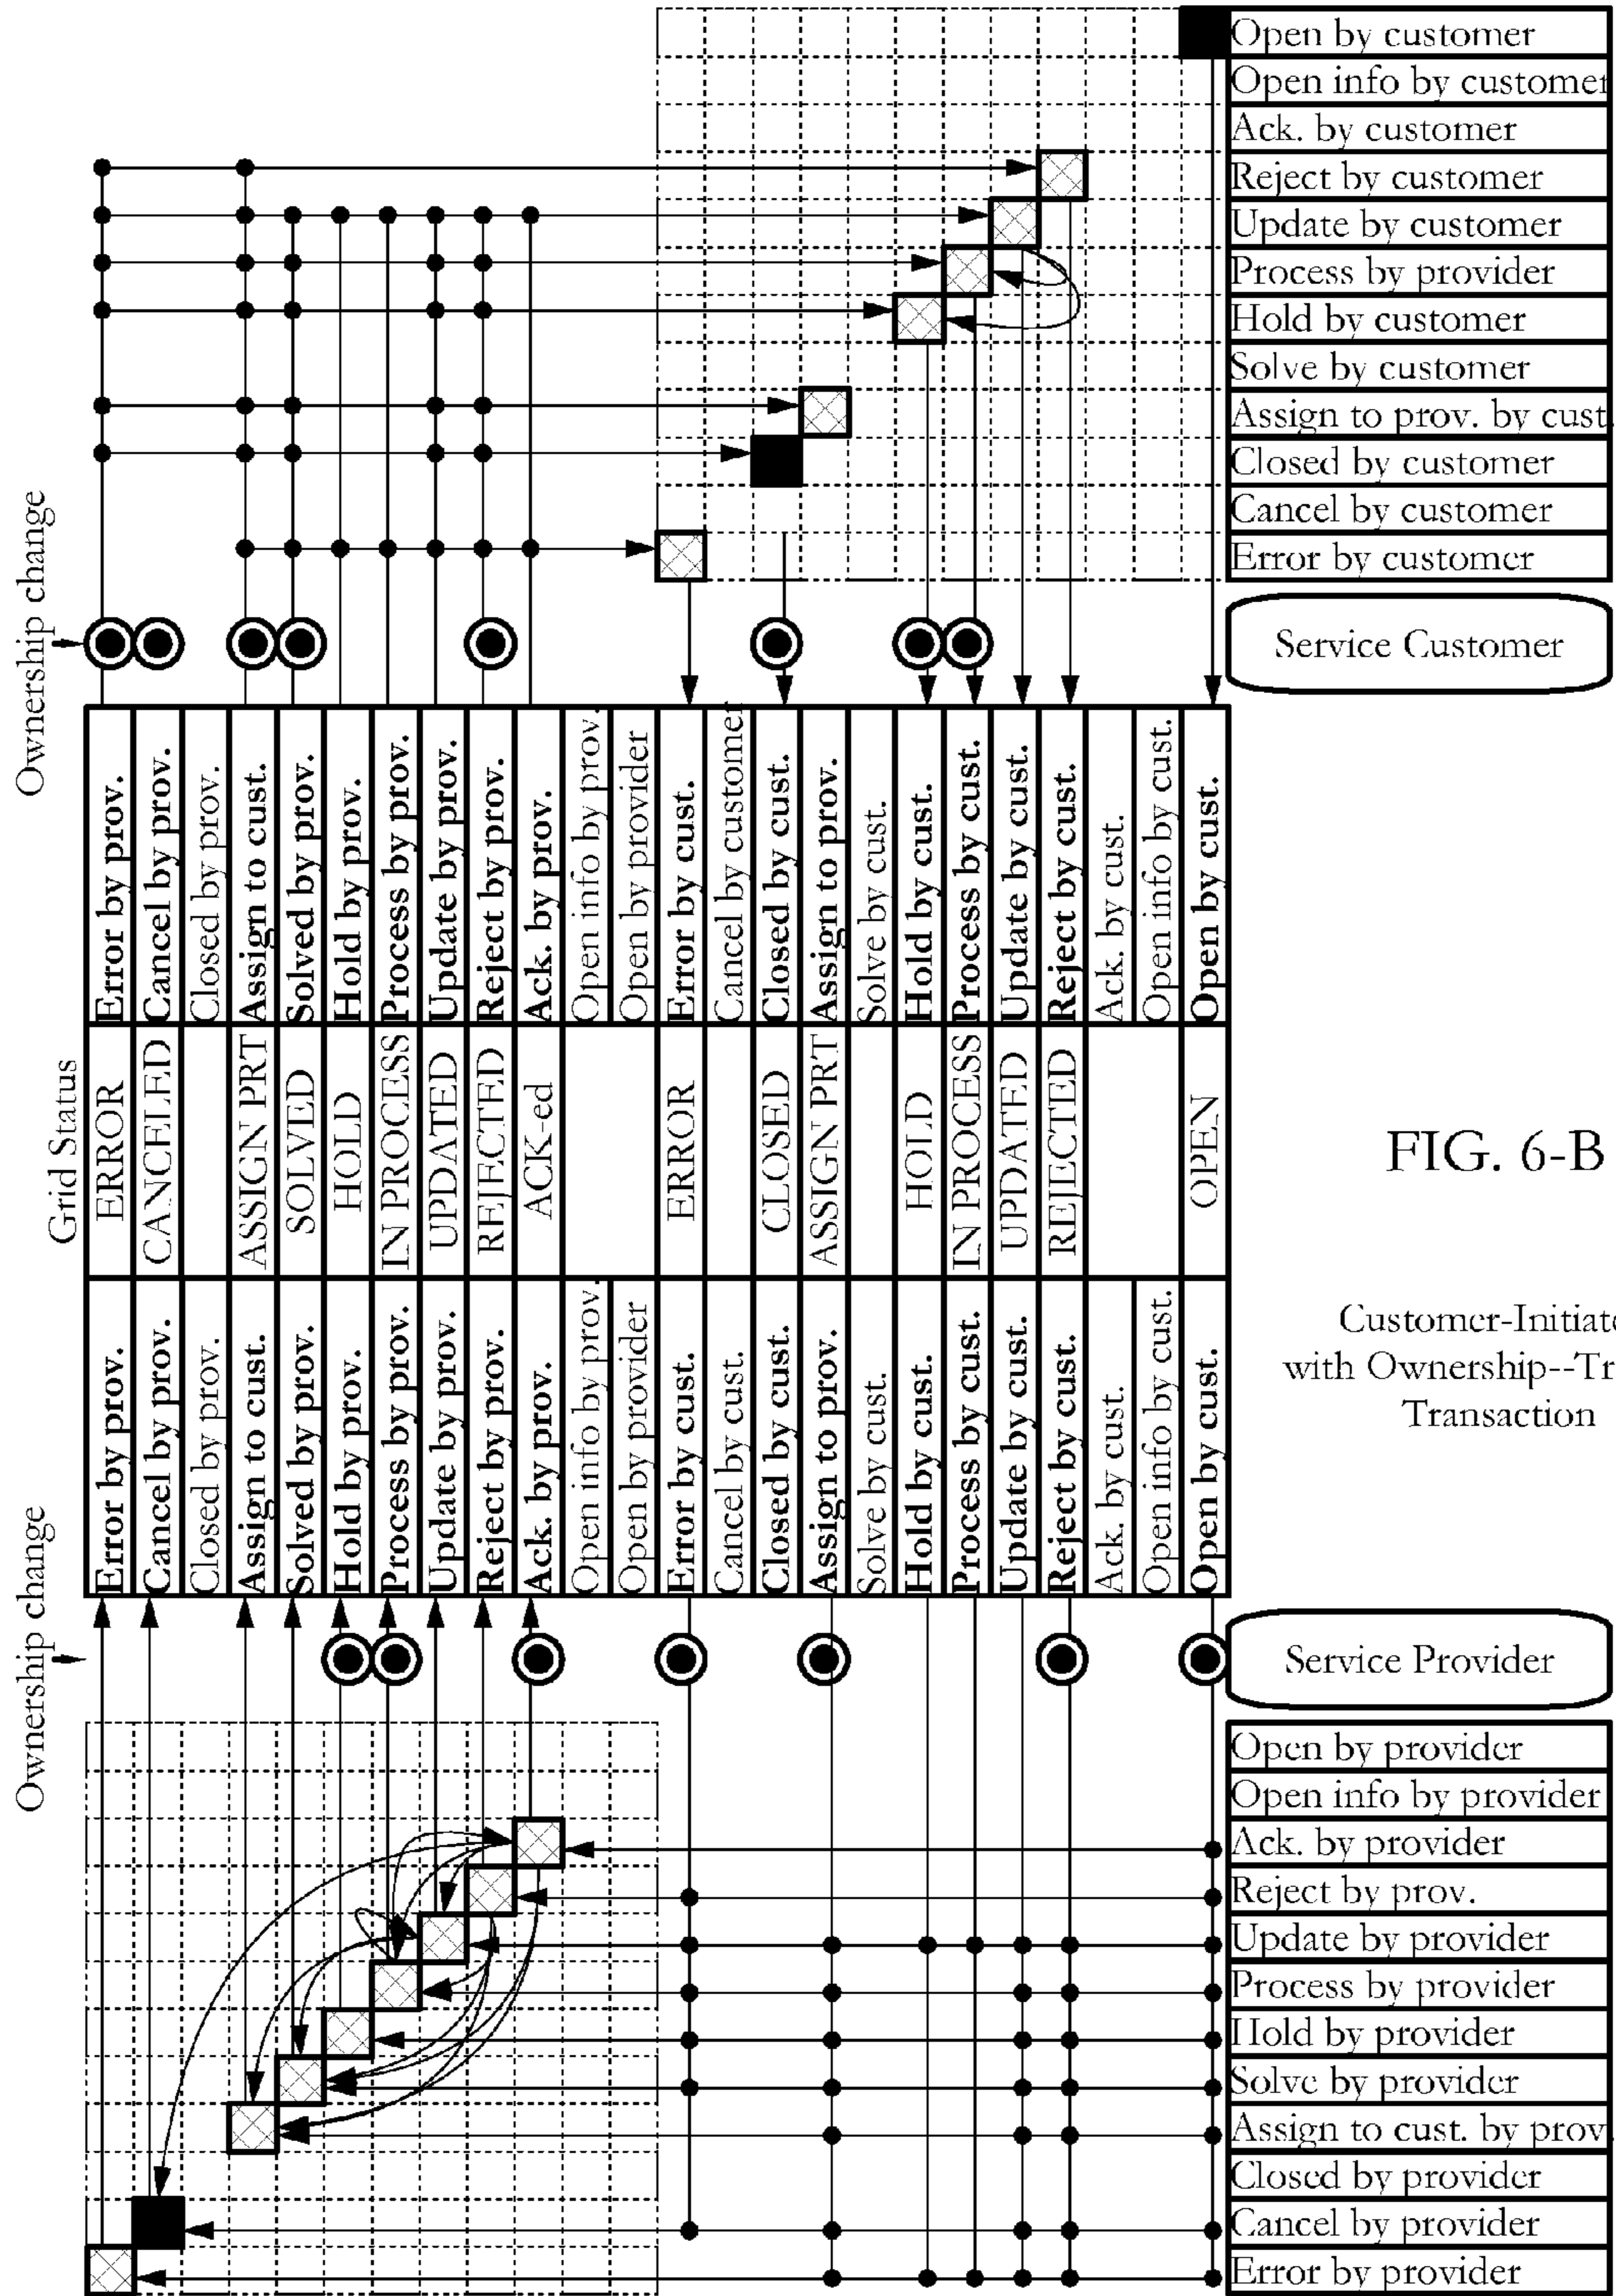 Open by customer
Open info by customer
Ack. by customer
Reject by customer
Update by customer
Process by provider
Hold by customer
Solve by customer
Assign to prov. by cust.
Closed by customer
Cancel by customer
Error by customer
Ownership change
Service Customer
Error by prov.
Cancel by prov.
Closed by prov.
Assign to cust.
Solved by prov.
Hold by prov.
Process by prov.
Update by prov.
Reject by prov.
Ack. by prov.
Open info by prov.
Open by provider
Error by cust.
Cancel by customer
Closed by cust.
Assign to prov.
Solve by cust.
Hold by cust.
Process by cust.
Update by cust.
Reject by cust.
Ack. by cust.
Open info by cust.
Open by cust.
Grid Status
ERROR
CANCELED
ASSIGN PRT
SOLVED
HOLD
IN PROCESS
UPDATED
REJECTED
ACK-ed
ERROR
CLOSED
ASSIGN PRT
HOLD
IN PROCESS
UPDATED
REJECTED
OPEN
FIG. 6-B
Error by prov.
Cancel by prov.
Closed by prov.
Assign to cust.
Solved by prov.
Hold by prov.
Process by prov.
Update by prov.
Reject by prov.
Ack. by prov.
Open info by prov.
Open by provider
Error by cust.
Cancel by cust.
Closed by cust.
Assign to prov.
Solve by cust.
Hold by cust.
Process by cust.
Update by cust.
Reject by cust.
Ack. by cust.
Open info by cust.
Open by cust.
Customer-Initiate
with Ownership--Tr
Transaction
Ownership change
Service Provider
Open by provider
Open info by provider
Ack. by provider
Reject by prov.
Update by provider
Process by provider
Hold by provider
Solve by provider
Assign to cust. by prov.
Closed by provider
Cancel by provider
Error by provider